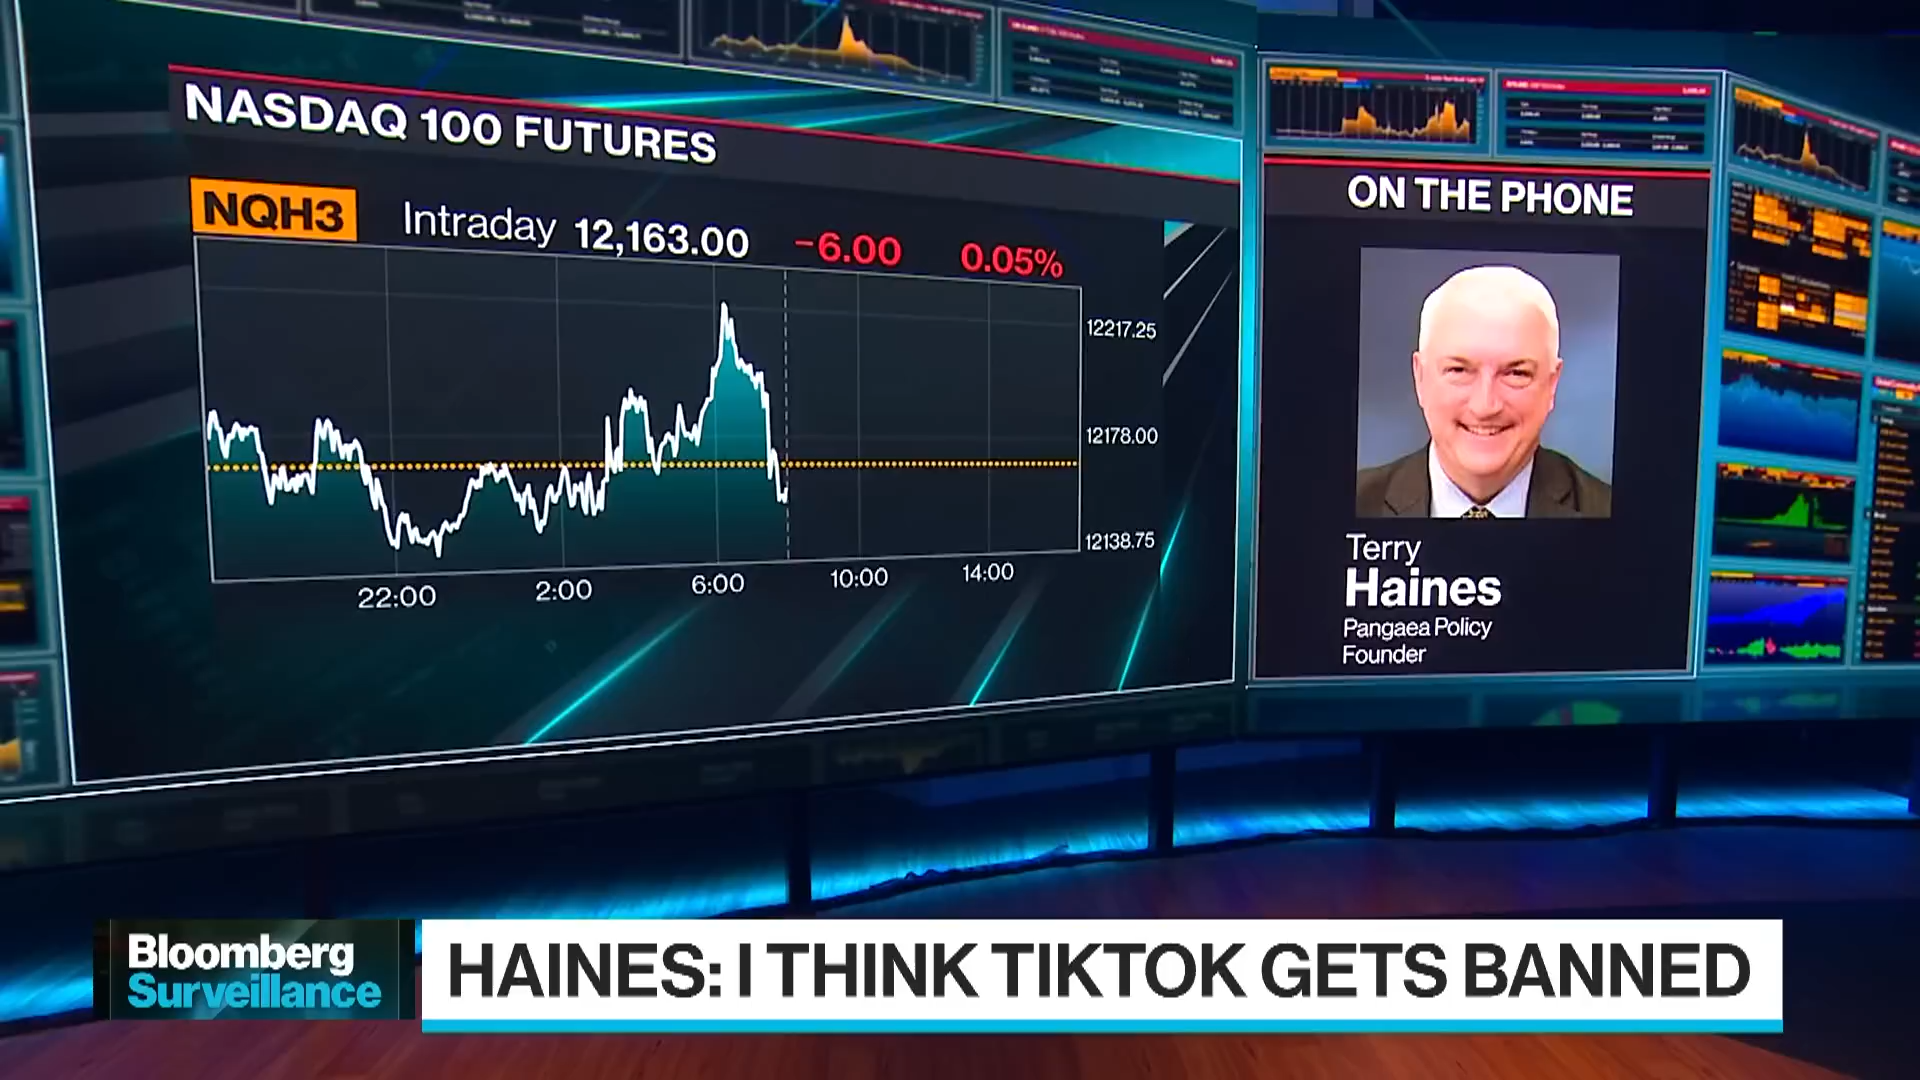 NASDAQ 100 FUTURES
NQH3 Intraday 12,163.00 -6.00 0.05%
12217.25
12178.00
12138.75
22:00 2:00 6:00 10:00 14:00
ON THE PHONE
Terry
Haines
Pangaea Policy
Founder
Bloomberg
Surveillance
HAINES: I THINK TIKTOK GETS BANNED